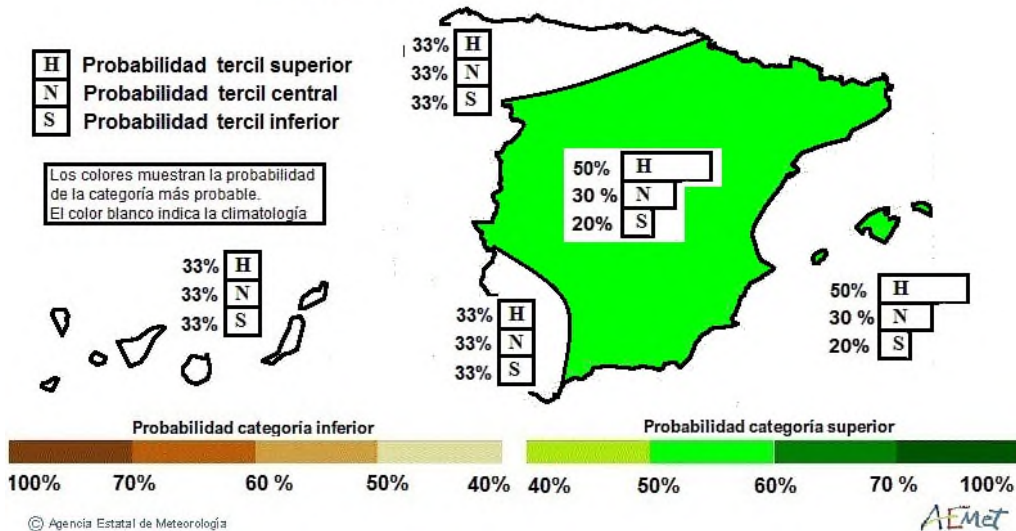 H Probabilidad tercil superior
N Probabilidad tercil central
S Probabilidad tercil inferior
Los colores muestran la probabilidad
de la categoría más probable.
El color blanco indica la climatología
33% H
33% N
33% S
50% H
30 % N
20% S
33% H
33% N
33% S
33% H
33% N
33% S
50% H
30 % N
20% S
Probabilidad categoría inferior
100% 70% 60 % 50% 40%
Probabilidad categoría superior
40% 50% 60% 70 % 100%
© Agencia Estatal de Meteorología
AEMet